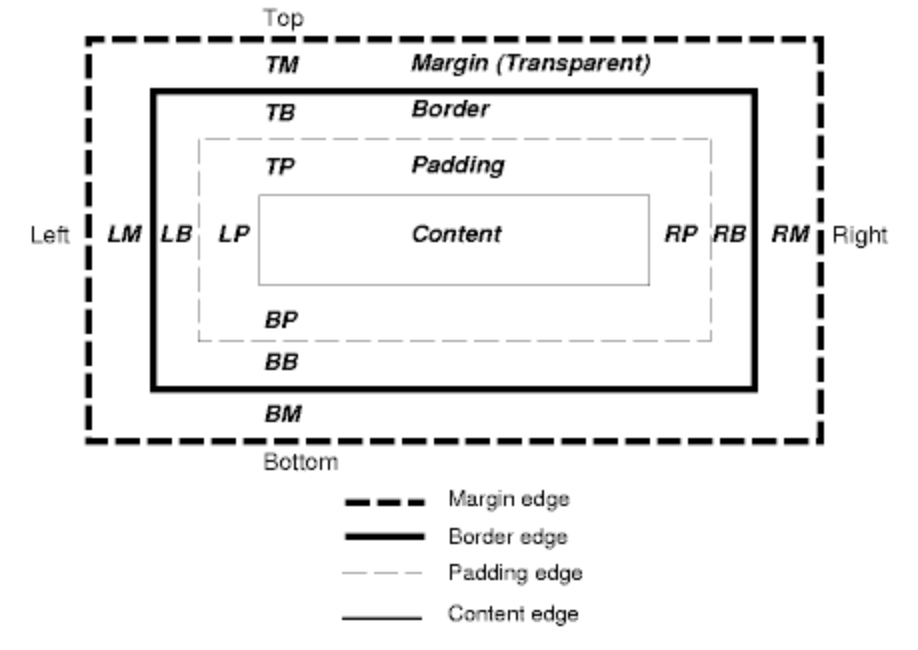 Top
TM Margin (Transparent)
TB Border
TP Padding
Left LM LB LP Content RP RB RM Right
BP
BB
BM
Bottom
Margin edge
Border edge
Padding edge
Content edge